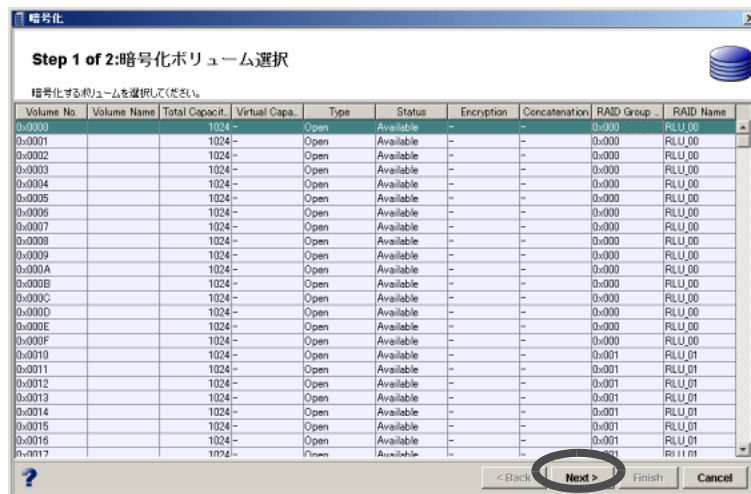 暗号化
Step 1 of 2:暗号化ボリューム選択
暗号化するボリュームを選択してください。
Volume No. Volume Name Total Capacit.. Virtual Capa.. Type Status Encryption Concatenation RAID Group .. RAID Name
0x0000 1024 - Open Available - - 0x000 RLU_00
0x0001 1024 - Open Available - - 0x000 RLU_00
0x0002 1024 - Open Available - - 0x000 RLU_00
0x0003 1024 - Open Available - - 0x000 RLU_00
0x0004 1024 - Open Available - - 0x000 RLU_00
0x0005 1024 - Open Available - - 0x000 RLU_00
0x0006 1024 - Open Available - - 0x000 RLU_00
0x0007 1024 - Open Available - - 0x000 RLU_00
0x0008 1024 - Open Available - - 0x000 RLU_00
0x0009 1024 - Open Available - - 0x000 RLU_00
0x000A 1024 - Open Available - - 0x000 RLU_00
0x000B 1024 - Open Available - - 0x000 RLU_00
0x000C 1024 - Open Available - - 0x000 RLU_00
0x000D 1024 - Open Available - - 0x000 RLU_00
0x000E 1024 - Open Available - - 0x000 RLU_00
0x000F 1024 - Open Available - - 0x000 RLU_00
0x0010 1024 - Open Available - - 0x001 RLU_01
0x0011 1024 - Open Available - - 0x001 RLU_01
0x0012 1024 - Open Available - - 0x001 RLU_01
0x0013 1024 - Open Available - - 0x001 RLU_01
0x0014 1024 - Open Available - - 0x001 RLU_01
0x0015 1024 - Open Available - - 0x001 RLU_01
0x0016 1024 - Open Available - - 0x001 RLU_01
0x0017 1024 - Open Available - - 0x001 RLU_01
? < Back Next > Finish Cancel